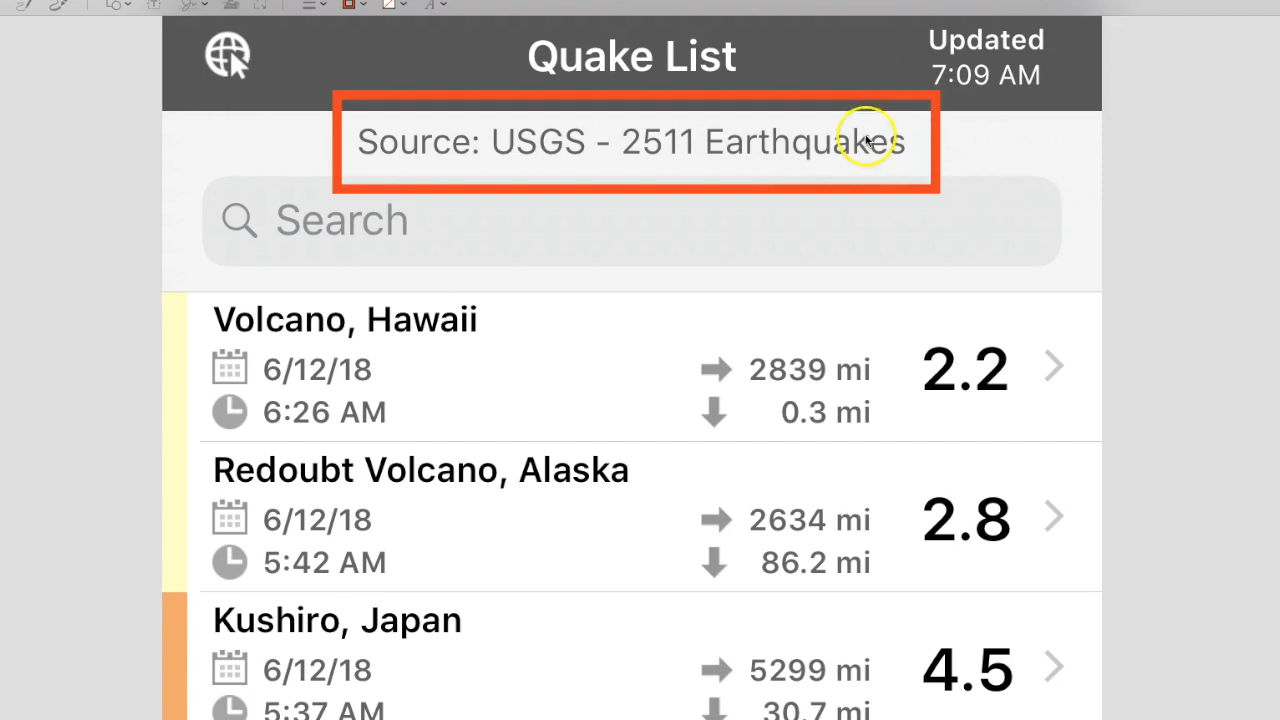 Quake List
Updated
7:09 AM
Source: USGS - 2511 Earthquakes
Search
Volcano, Hawaii
6/12/18
2839 mi
2.2
6:26 AM
0.3 mi
Redoubt Volcano, Alaska
6/12/18
2634 mi
2.8
5:42 AM
86.2 mi
Kushiro, Japan
6/12/18
5299 mi
4.5
5:37 AM
30.7 mi